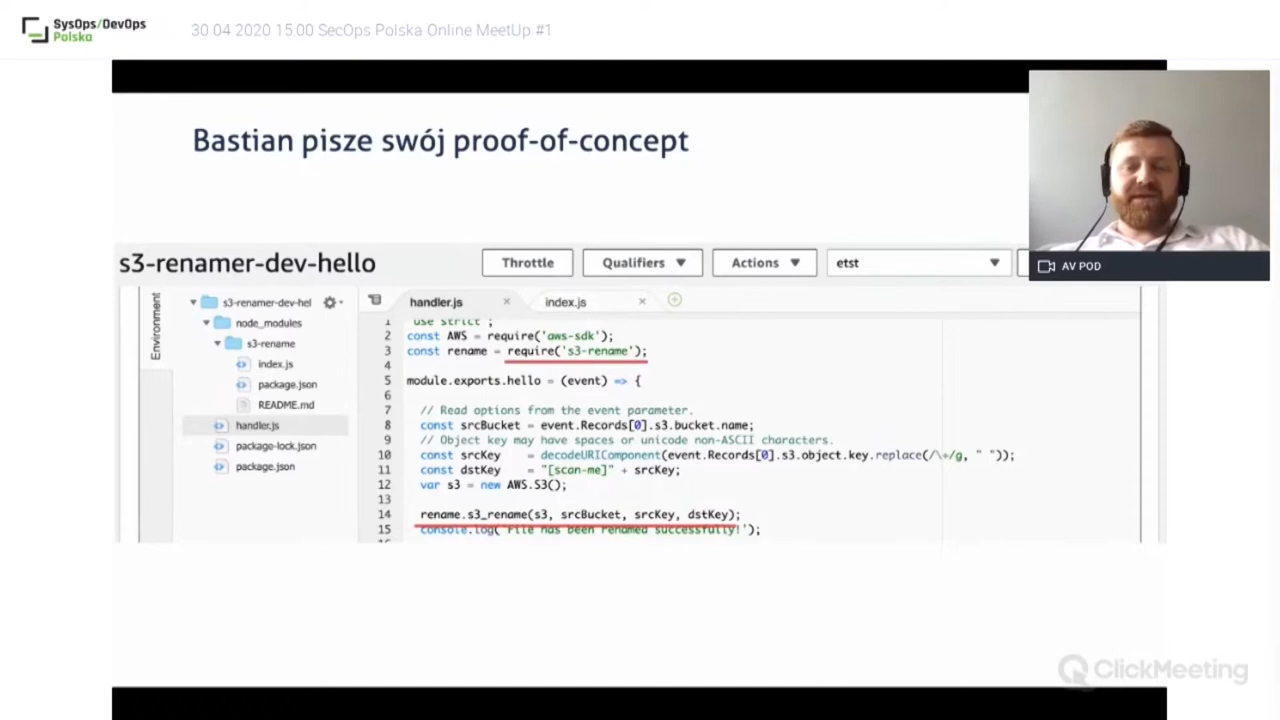 SysOps/DevOps
Polska
30.04.2020 15:00 SecOps Polska Online MeetUp #1
Bastian pisze swój proof-of-concept
AV POD
s3-renamer-dev-hello
Throttle
Qualifiers
Actions
etst
Environment
s3-renamer-dev-hel
node_modules
s3-rename
index.js
package.json
README.md
handler.js
package-lock.json
package.json
handler.js
index.js
1 'use strict';
2 const AWS = require('aws-sdk');
3 const rename = require('s3-rename');
4
5 module.exports.hello = (event) => {
6
7 // Read options from the event parameter.
8 const srcBucket = event.Records[0].s3.bucket.name;
9 // Object key may have spaces or unicode non-ASCII characters.
10 const srcKey = decodeURIComponent(event.Records[0].s3.object.key.replace(/\+/g, " "));
11 const dstKey = "[scan-me]" + srcKey;
12 var s3 = new AWS.S3();
13
14 rename.s3_rename(s3, srcBucket, srcKey, dstKey);
15 console.log('File has been renamed successfully!');
ClickMeeting